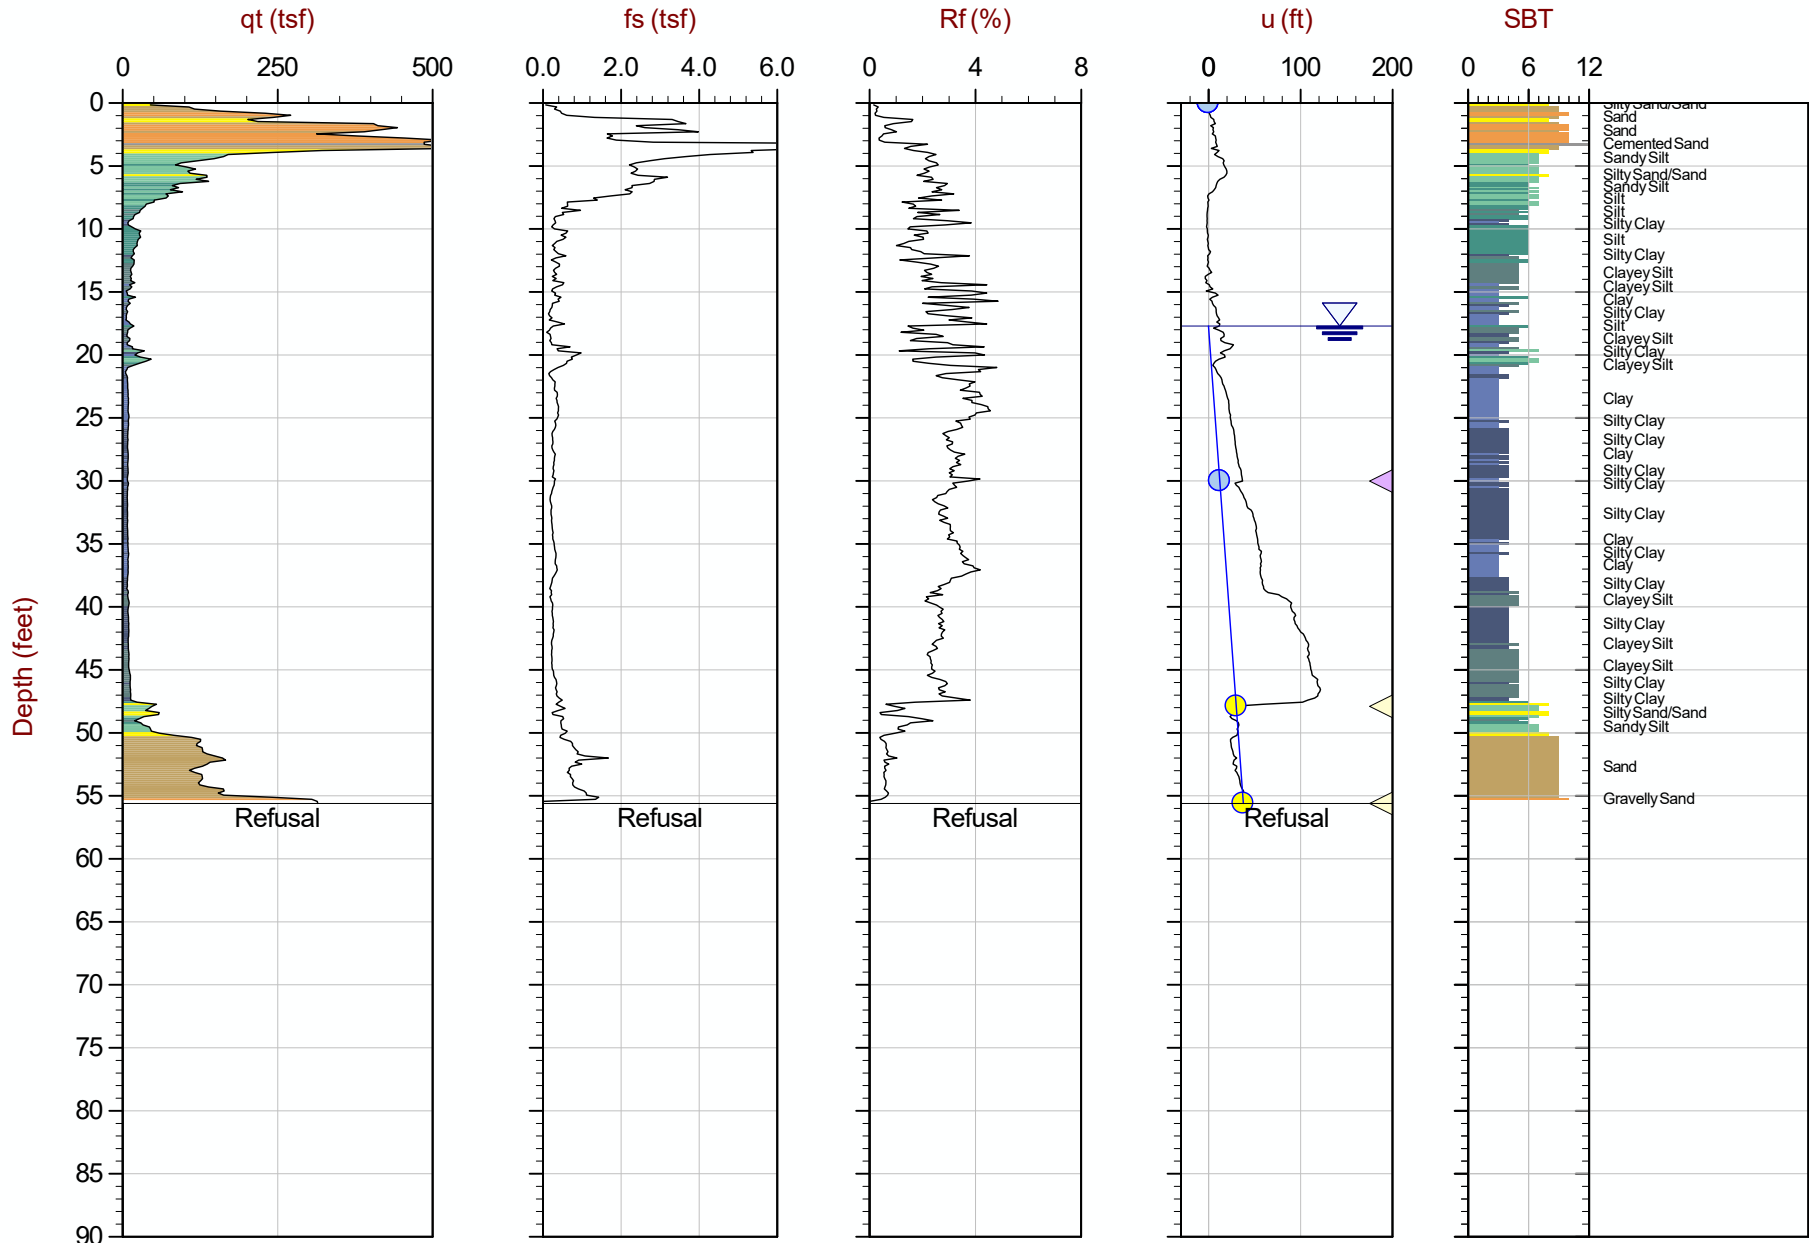 qt (tsf) fs (tsf) Rf (%) u (ft) SBT
0 250 500 0.0 2.0 4.0 6.0 0 4 8 0 100 200 0 6 12
Depth (feet)
0
5
10
15
20
25
30
35
40
45
50
55
60
65
70
75
80
85
90
Refusal Refusal Refusal Refusal
Silty Sand/Sand
Sand
Sand
Cemented Sand
Sandy Silt
Silty Sand/Sand
Sandy Silt
Silt
Silt
Silty Clay
Silt
Silty Clay
Clayey Silt
Clayey Silt
Clay
Silty Clay
Silt
Clayey Silt
Silty Clay
Clayey Silt
Clay
Silty Clay
Silty Clay
Clay
Silty Clay
Silty Clay
Silty Clay
Clay
Silty Clay
Clay
Silty Clay
Clayey Silt
Silty Clay
Clayey Silt
Clayey Silt
Silty Clay
Silty Clay
Silty Sand/Sand
Sandy Silt
Sand
Gravelly Sand